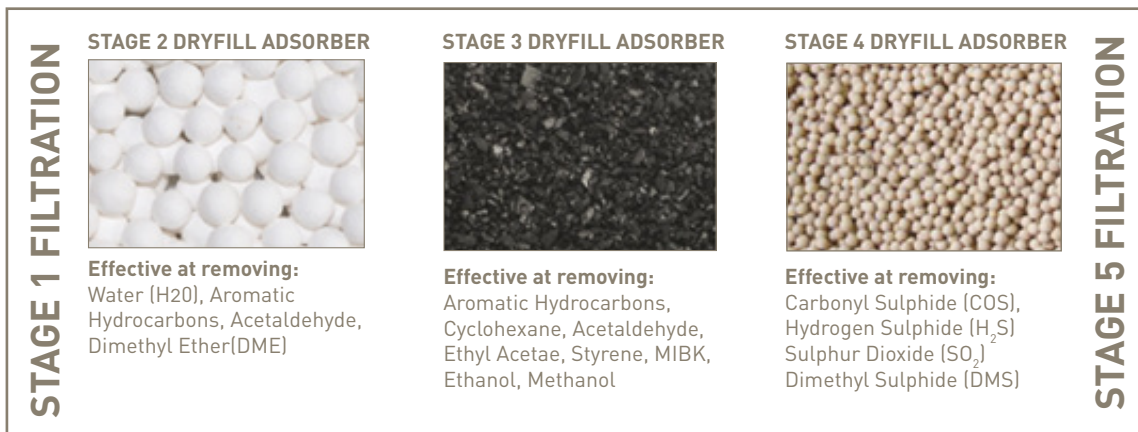 STAGE 1 FILTRATION
STAGE 2 DRYFILL ADSORBER
Effective at removing:
Water (H20), Aromatic
Hydrocarbons, Acetaldehyde,
Dimethyl Ether(DME)
STAGE 3 DRYFILL ADSORBER
Effective at removing:
Aromatic Hydrocarbons,
Cyclohexane, Acetaldehyde,
Ethyl Acetae, Styrene, MIBK,
Ethanol, Methanol
STAGE 4 DRYFILL ADSORBER
Effective at removing:
Carbonyl Sulphide (COS),
Hydrogen Sulphide (H₂S)
Sulphur Dioxide (SO₂)
Dimethyl Sulphide (DMS)
STAGE 5 FILTRATION